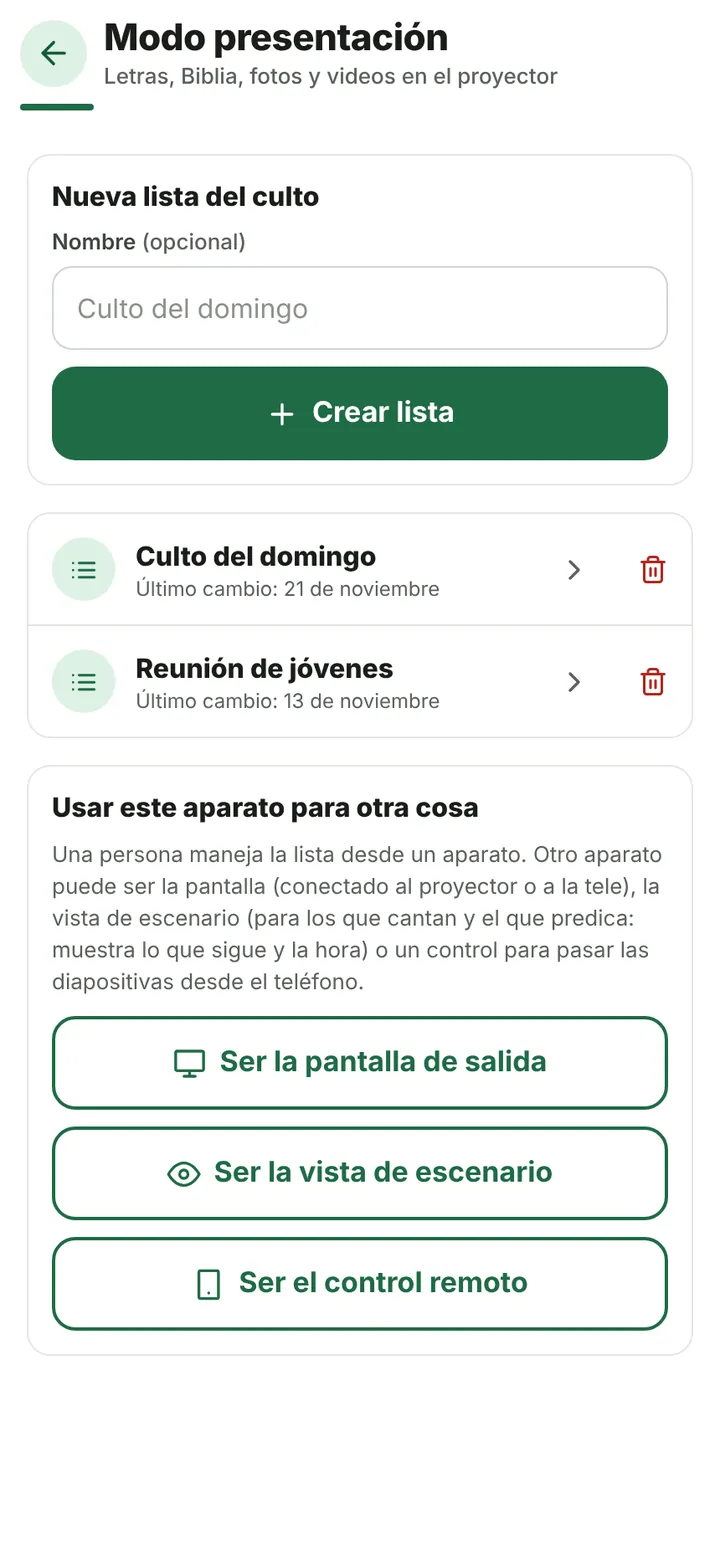 Modo presentación
Letras, Biblia, fotos y videos en el proyector
Nueva lista del culto
Nombre (opcional)
Culto del domingo
Crear lista
Culto del domingo
Último cambio: 21 de noviembre
Reunión de jóvenes
Último cambio: 13 de noviembre
Usar este aparato para otra cosa
Una persona maneja la lista desde un aparato. Otro aparato
puede ser la pantalla (conectado al proyector o a la tele), la
vista de escenario (para los que cantan y el que predica:
muestra lo que sigue y la hora) o un control para pasar las
diapositivas desde el teléfono.
Ser la pantalla de salida
Ser la vista de escenario
Ser el control remoto